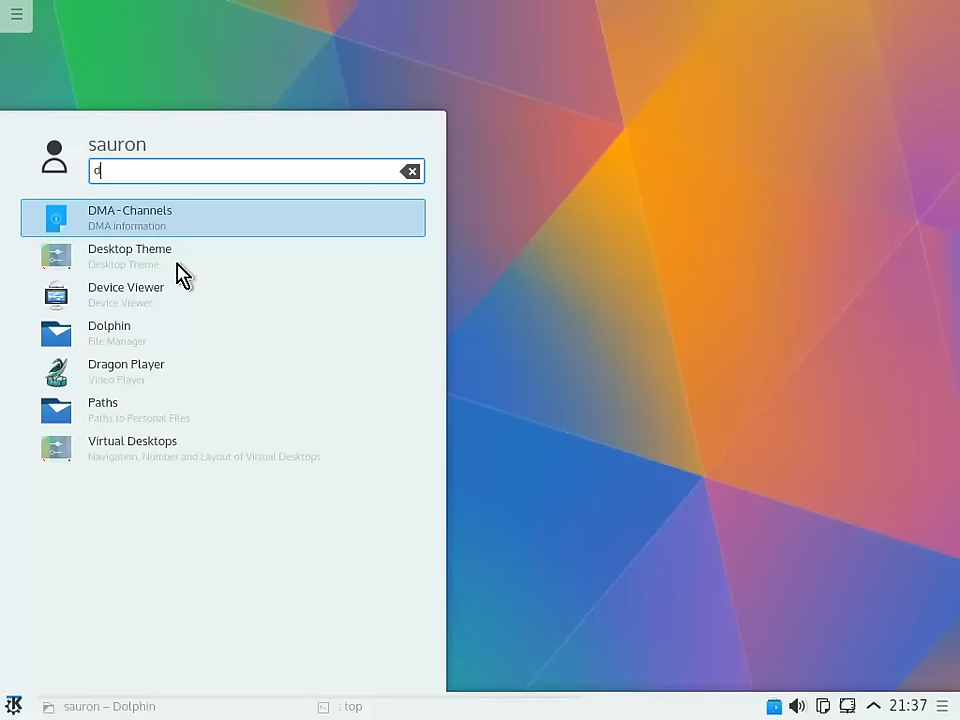 sauron
d
DMA-Channels
DMA information
Desktop Theme
Desktop Theme
Device Viewer
Device Viewer
Dolphin
File Manager
Dragon Player
Video Player
Paths
Paths to Personal Files
Virtual Desktops
Navigation, Number and Layout of Virtual Desktops
sauron – Dolphin
: top
21:37